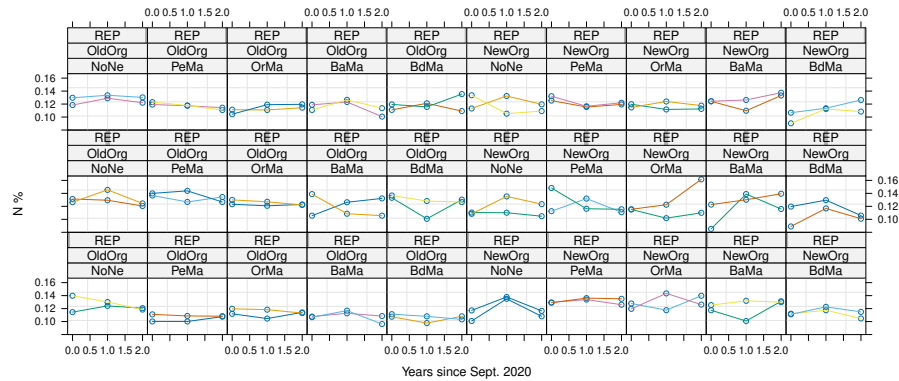 0.0 0.5 1.0 1.5 2.0 0.0 0.5 1.0 1.5 2.0 0.0 0.5 1.0 1.5 2.0 0.0 0.5 1.0 1.5 2.0 0.0 0.5 1.0 1.5 2.0
REP REP REP REP REP REP REP REP REP REP
OldOrg OldOrg OldOrg OldOrg OldOrg NewOrg NewOrg NewOrg NewOrg NewOrg
NoNe PeMa OrMa BaMa BdMa NoNe PeMa OrMa BaMa BdMa
0.16
0.14
0.12
0.10
REP REP REP REP REP REP REP REP REP REP
OldOrg OldOrg OldOrg OldOrg OldOrg NewOrg NewOrg NewOrg NewOrg NewOrg
NoNe PeMa OrMa BaMa BdMa NoNe PeMa OrMa BaMa BdMa
0.16
0.14
0.12
0.10
N %
REP REP REP REP REP REP REP REP REP REP
OldOrg OldOrg OldOrg OldOrg OldOrg NewOrg NewOrg NewOrg NewOrg NewOrg
NoNe PeMa OrMa BaMa BdMa NoNe PeMa OrMa BaMa BdMa
0.16
0.14
0.12
0.10
0.0 0.5 1.0 1.5 2.0 0.0 0.5 1.0 1.5 2.0 0.0 0.5 1.0 1.5 2.0 0.0 0.5 1.0 1.5 2.0 0.0 0.5 1.0 1.5 2.0
Years since Sept. 2020